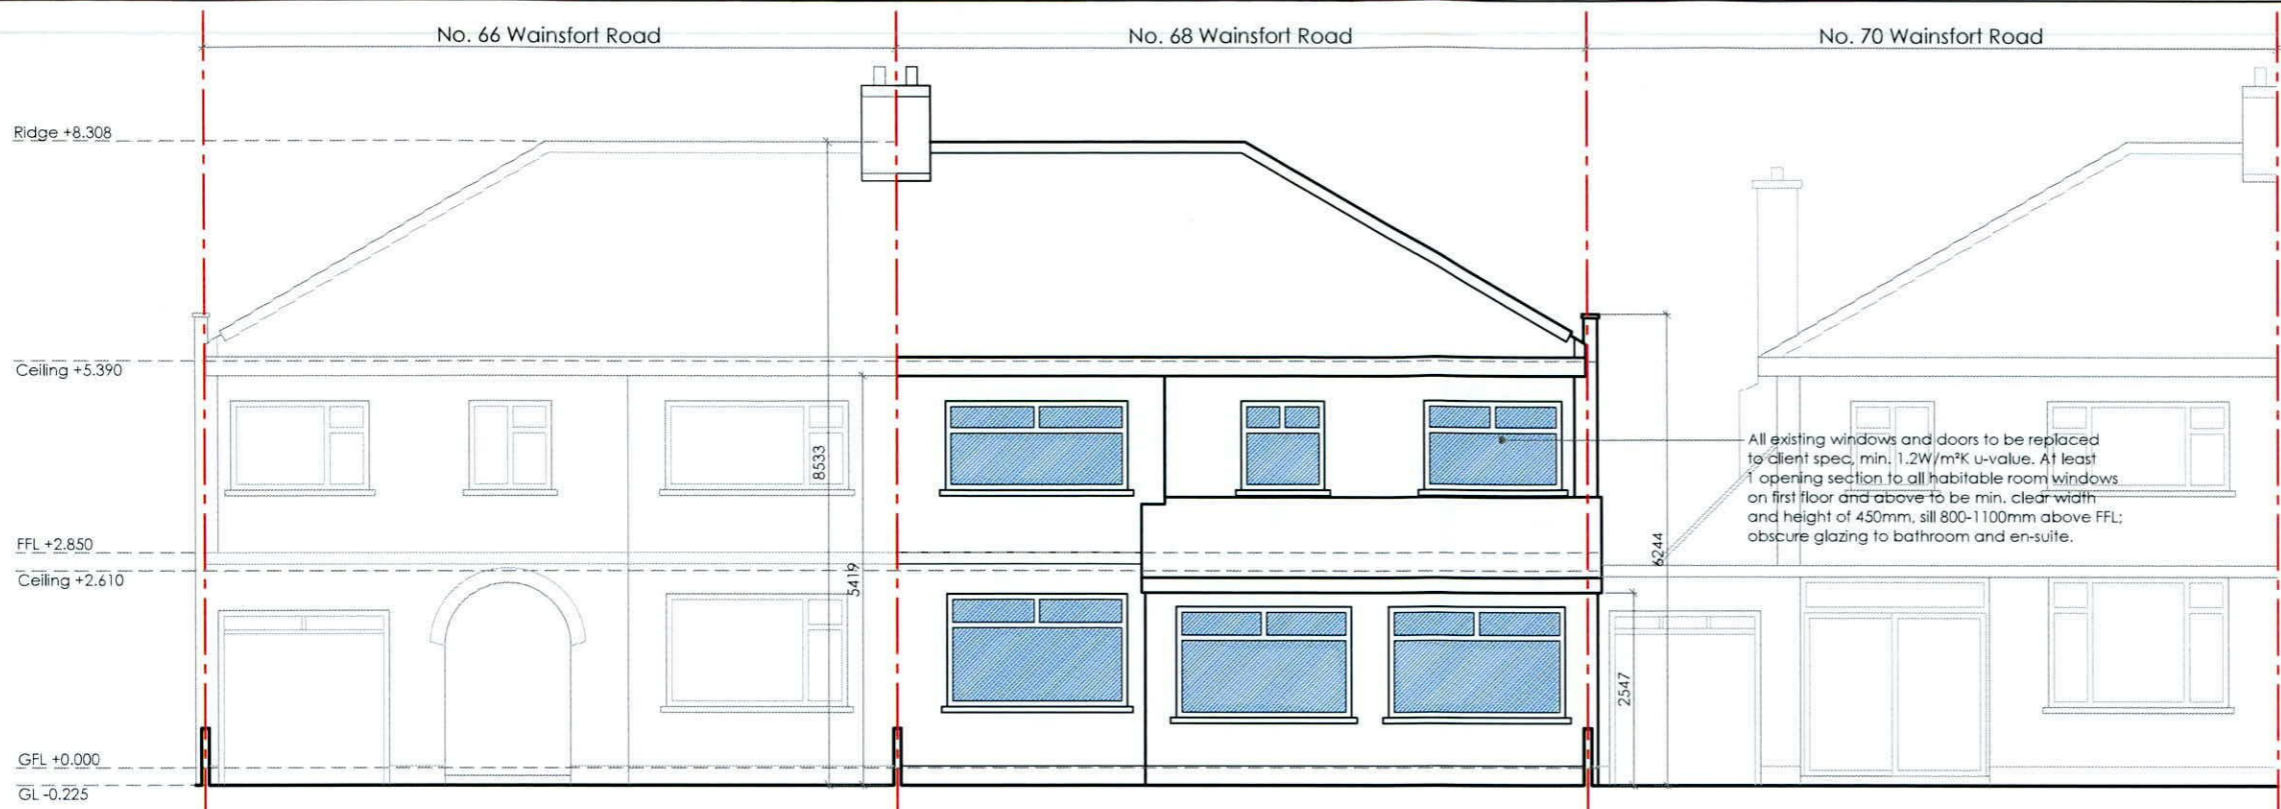 No. 66 Wainsfort Road
No. 68 Wainsfort Road
No. 70 Wainsfort Road
Ridge +8.308
Ceiling +5.390
FFL +2.850
Ceiling +2.610
GFL +0.000
GL -0.225
8533
5419
6244
2547
All existing windows and doors to be replaced
to client spec, min. 1.2W/m²K u-value. At least
1 opening section to all habitable room windows
on first floor and above to be min. clear width
and height of 450mm, sill 800-1100mm above FFL;
obscure glazing to bathroom and en-suite.